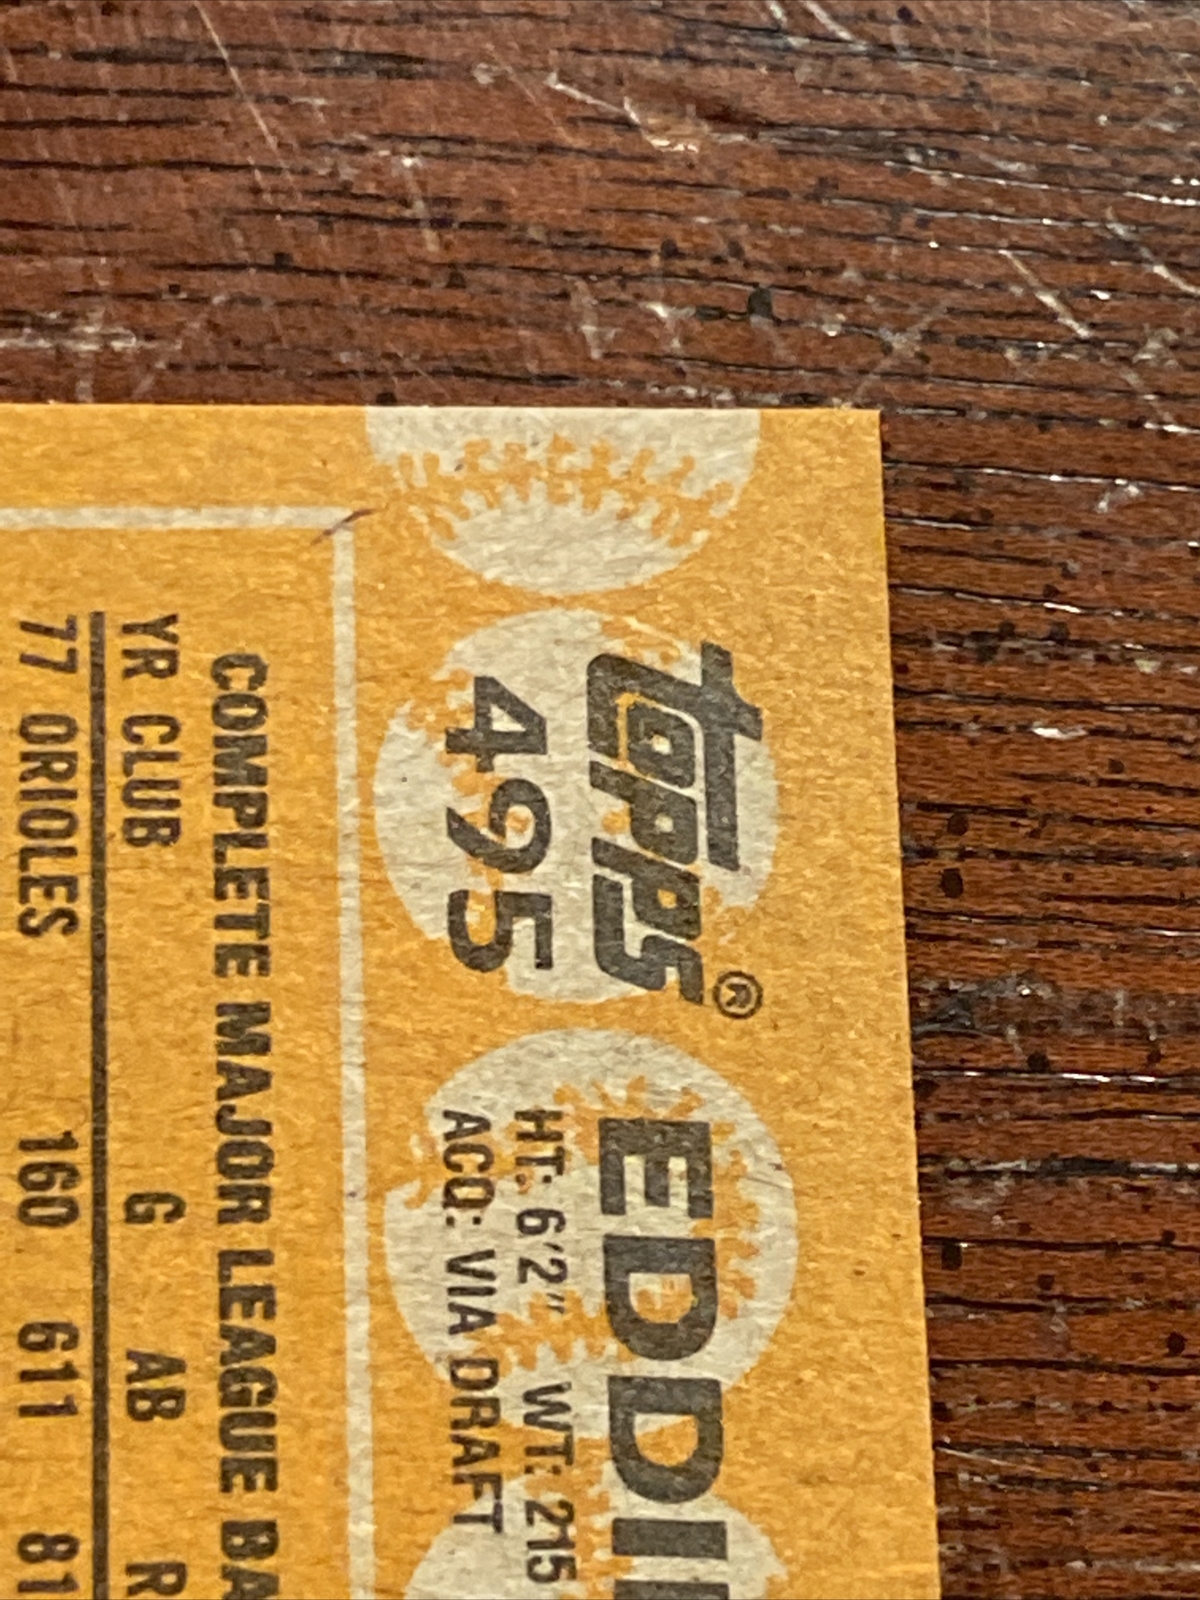 topps®
495
EDDI
HT: 6'2" WT: 215
ACQ: VIA DRAFT
COMPLETE MAJOR LEAGUE BA
YR CLUB G AB R
77 ORIOLES 160 611 81